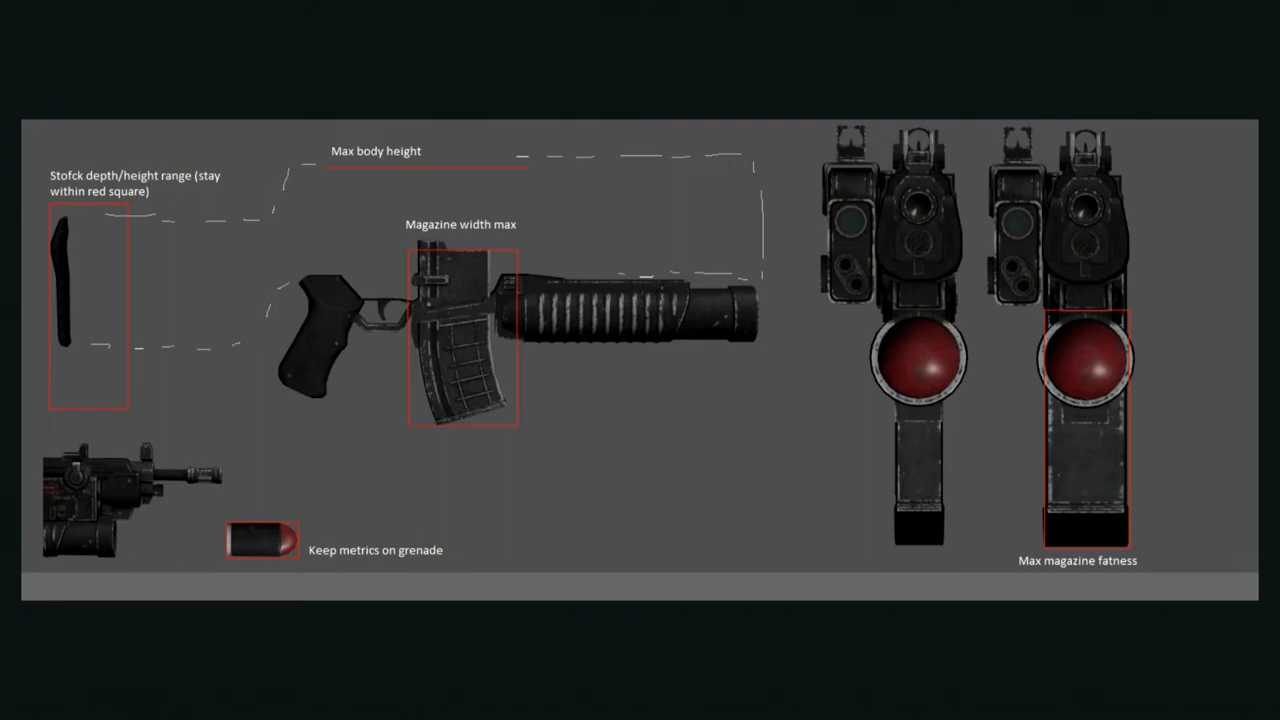 Max body height
Stofck depth/height range (stay
within red square)
Magazine width max
Keep metrics on grenade
Max magazine fatness